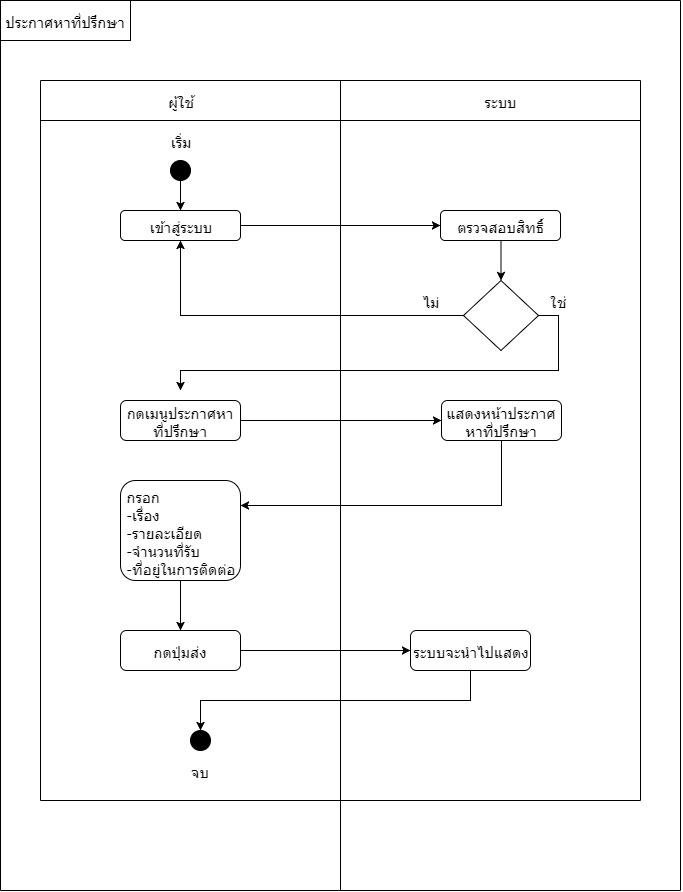 ประกาศหาที่ปรึกษา
ผู้ใช้
ระบบ
เริ่ม
เข้าสู่ระบบ
ตรวจสอบสิทธิ์
ไม่
ใช่
กดเมนูประกาศหา
ที่ปรึกษา
แสดงหน้าประกาศ
หาที่ปรึกษา
กรอก
-เรื่อง
-รายละเอียด
-จำนวนที่รับ
-ที่อยู่ในการติดต่อ
กดปุ่มส่ง
ระบบจะนำไปแสดง
จบ